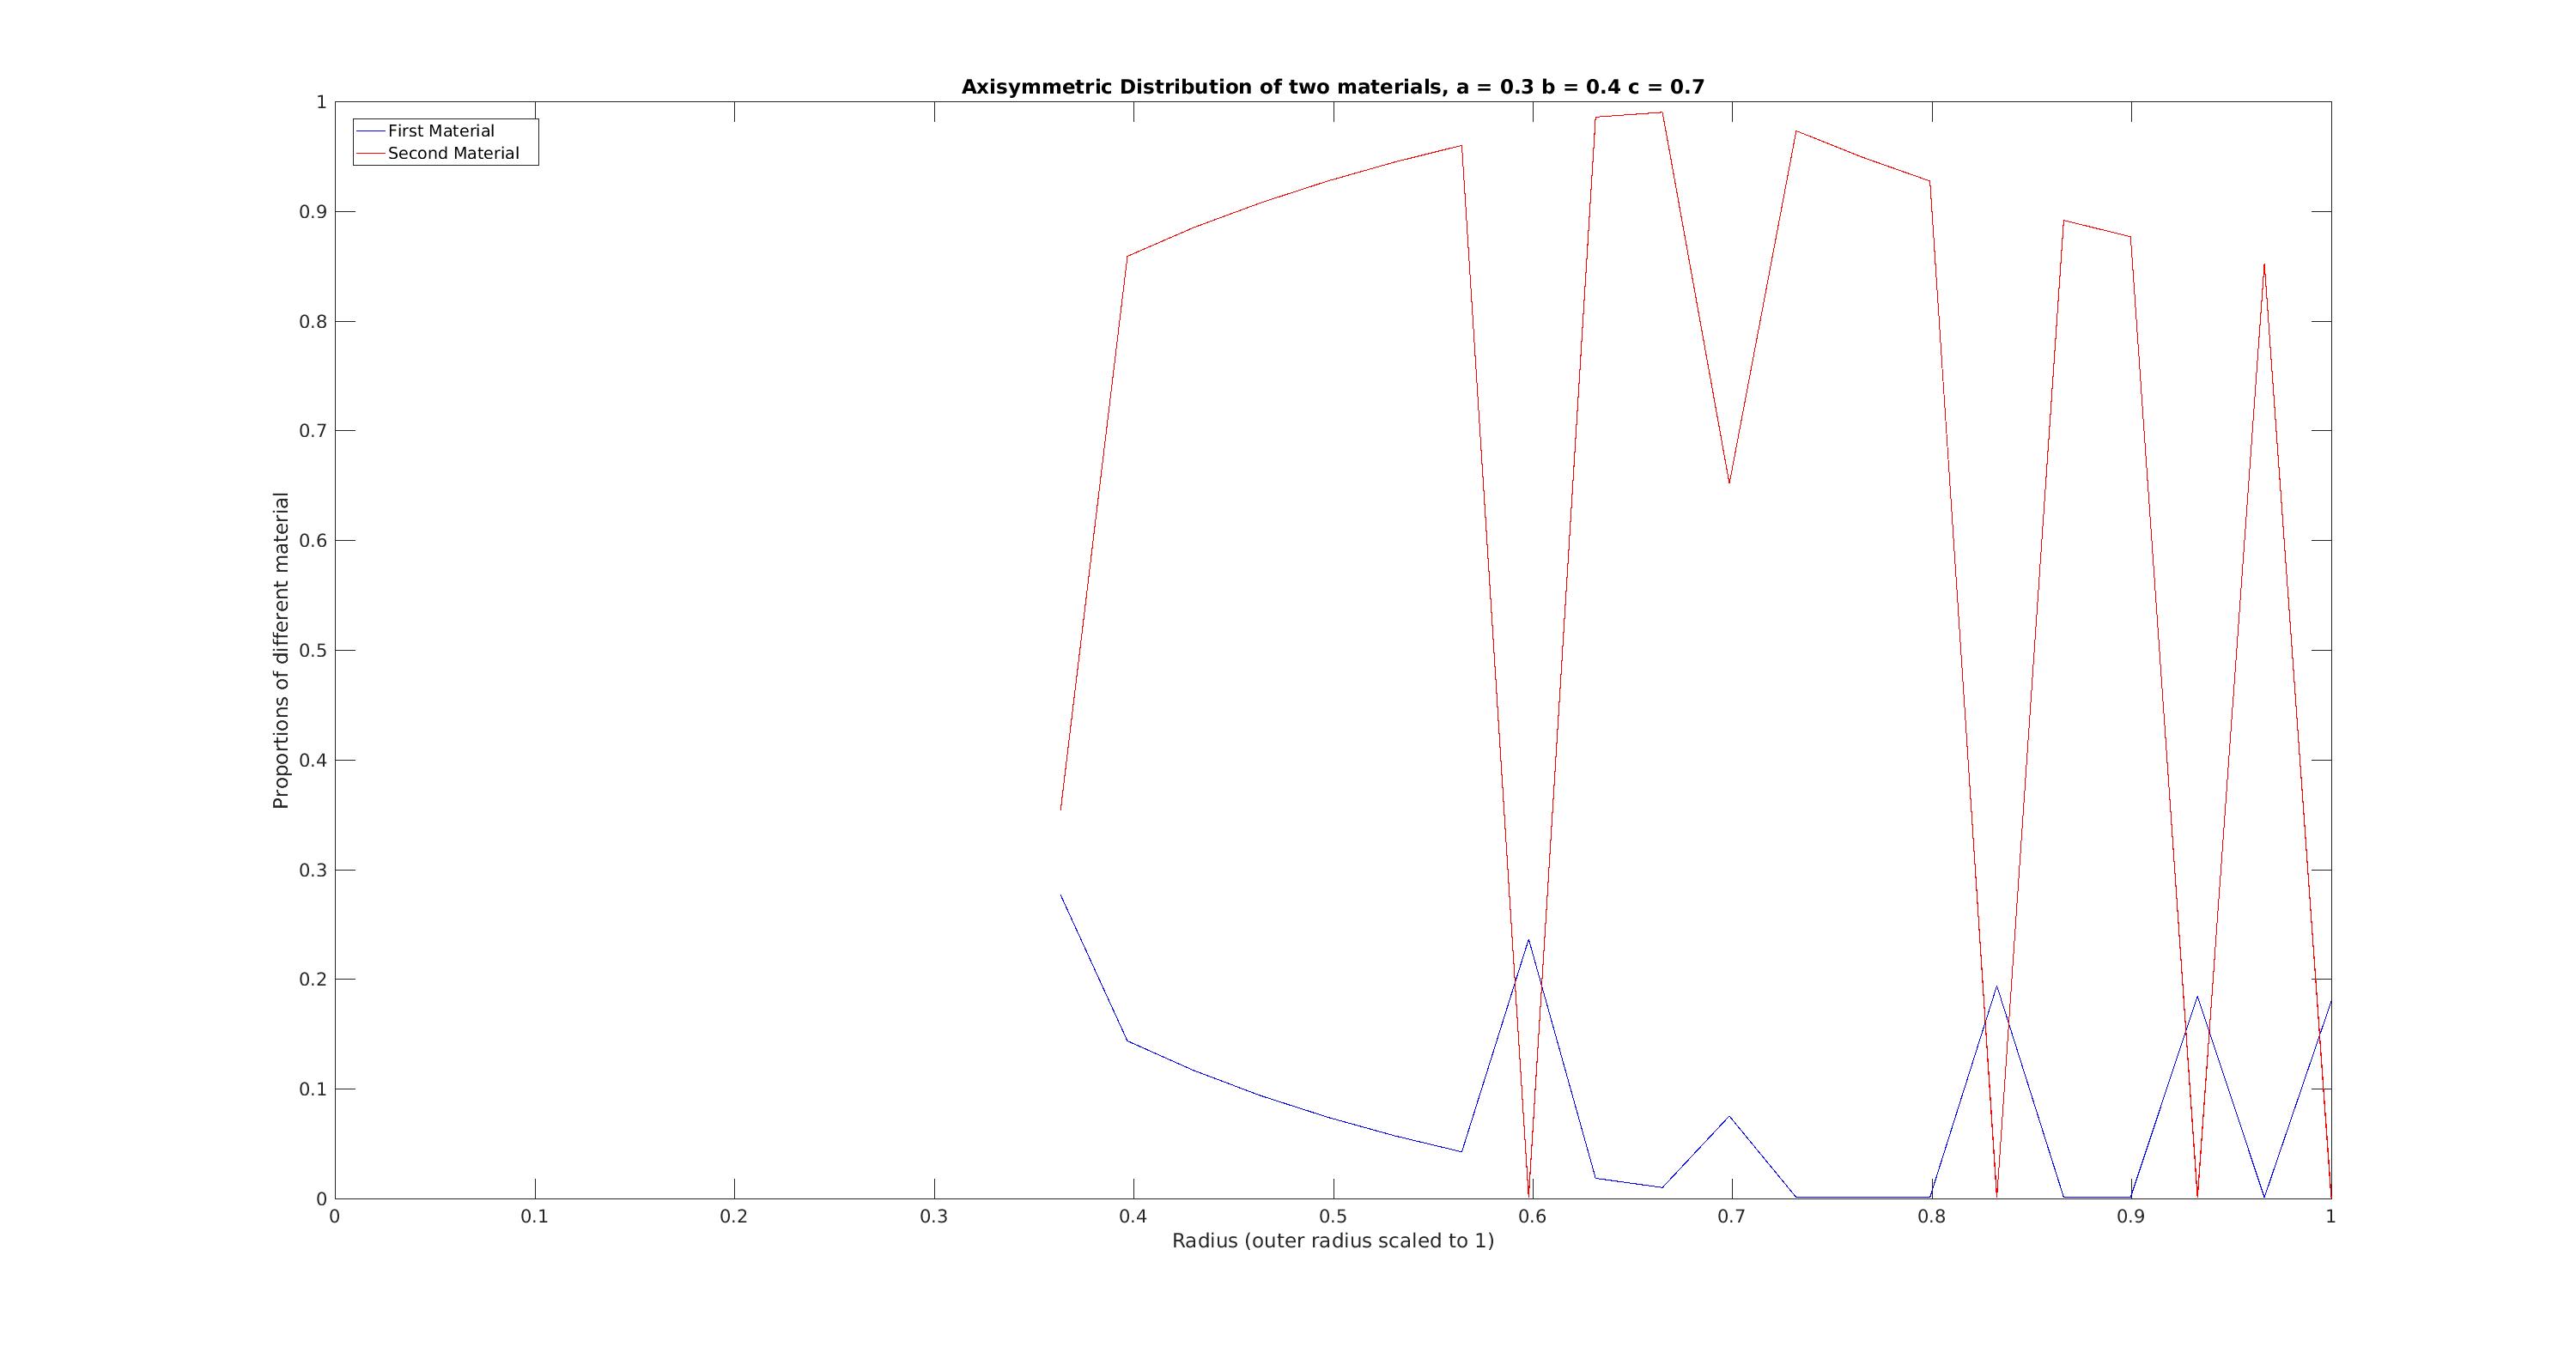 Axisymmetric Distribution of two materials, a = 0.3 b = 0.4 c = 0.7
First Material
Second Material
1
0.9
0.8
0.7
0.6
0.5
0.4
0.3
0.2
0.1
0
Proportions of different material
0 0.1 0.2 0.3 0.4 0.5 0.6 0.7 0.8 0.9 1
Radius (outer radius scaled to 1)